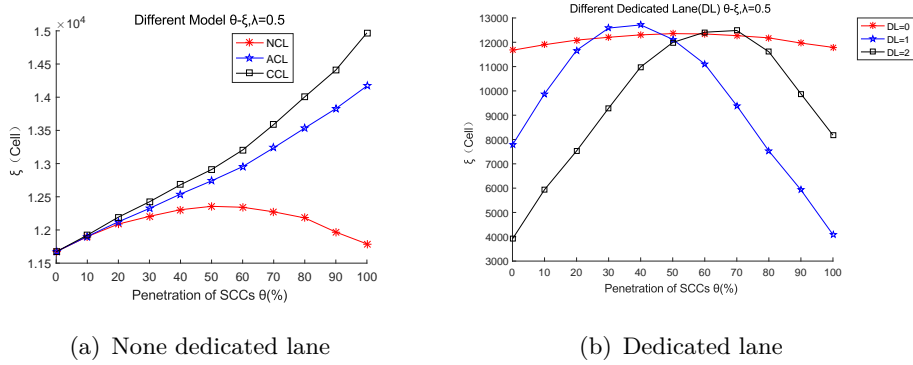 Different Model θ-ξ,λ=0.5
×10⁴
1.5
1.45
1.4
1.35
1.3
1.25
1.2
1.15
ξ（Cell）
NCL
ACL
CCL
0 10 20 30 40 50 60 70 80 90 100
Penetration of SCCs θ(%)
(a) None dedicated lane
Different Dedicated Lane(DL) θ-ξ,λ=0.5
13000
12000
11000
10000
9000
8000
7000
6000
5000
4000
3000
ξ（Cell）
DL=0
DL=1
DL=2
0 10 20 30 40 50 60 70 80 90 100
Penetration of SCCs θ(%)
(b) Dedicated lane